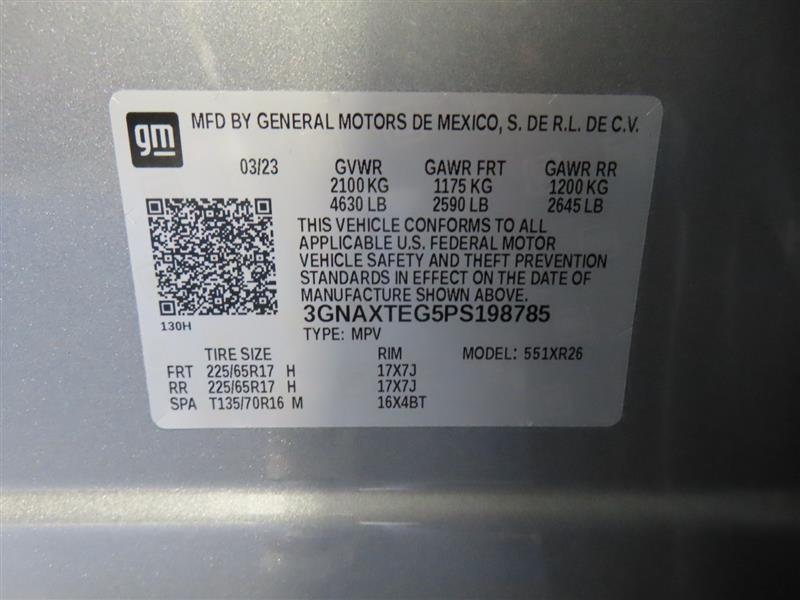 gm MFD BY GENERAL MOTORS DE MEXICO, S. DE R.L. DE C.V.
03/23 GVWR GAWR FRT GAWR RR
2100 KG 1175 KG 1200 KG
4630 LB 2590 LB 2645 LB
THIS VEHICLE CONFORMS TO ALL
APPLICABLE U.S. FEDERAL MOTOR
VEHICLE SAFETY AND THEFT PREVENTION
STANDARDS IN EFFECT ON THE DATE OF
MANUFACTURE SHOWN ABOVE.
130H
3GNAXTEG5PS198785
TYPE: MPV
TIRE SIZE RIM MODEL: 551XR26
FRT 225/65R17 H 17X7J
RR 225/65R17 H 17X7J
SPA T135/70R16 M 16X4BT